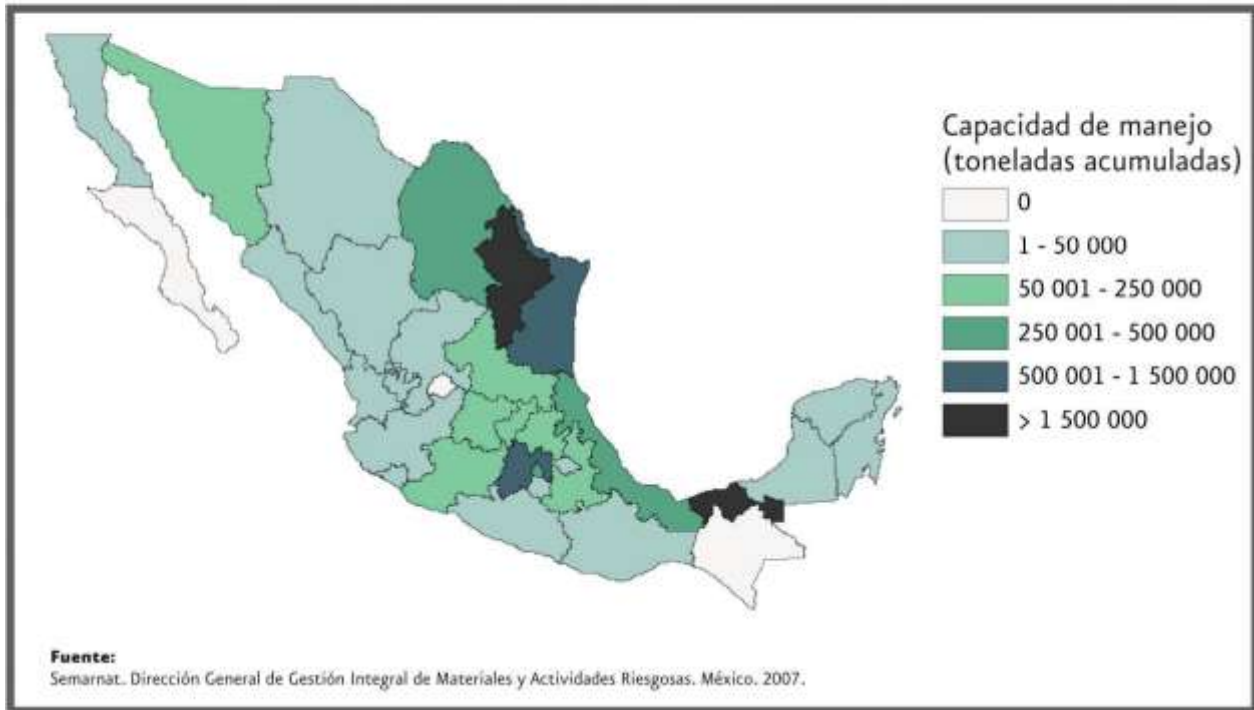 Capacidad de manejo
(toneladas acumuladas)
0
1 - 50 000
50 001 - 250 000
250 001 - 500 000
500 001 - 1 500 000
> 1 500 000
Fuente:
Semarnat. Dirección General de Gestión Integral de Materiales y Actividades Riesgosas. México. 2007.